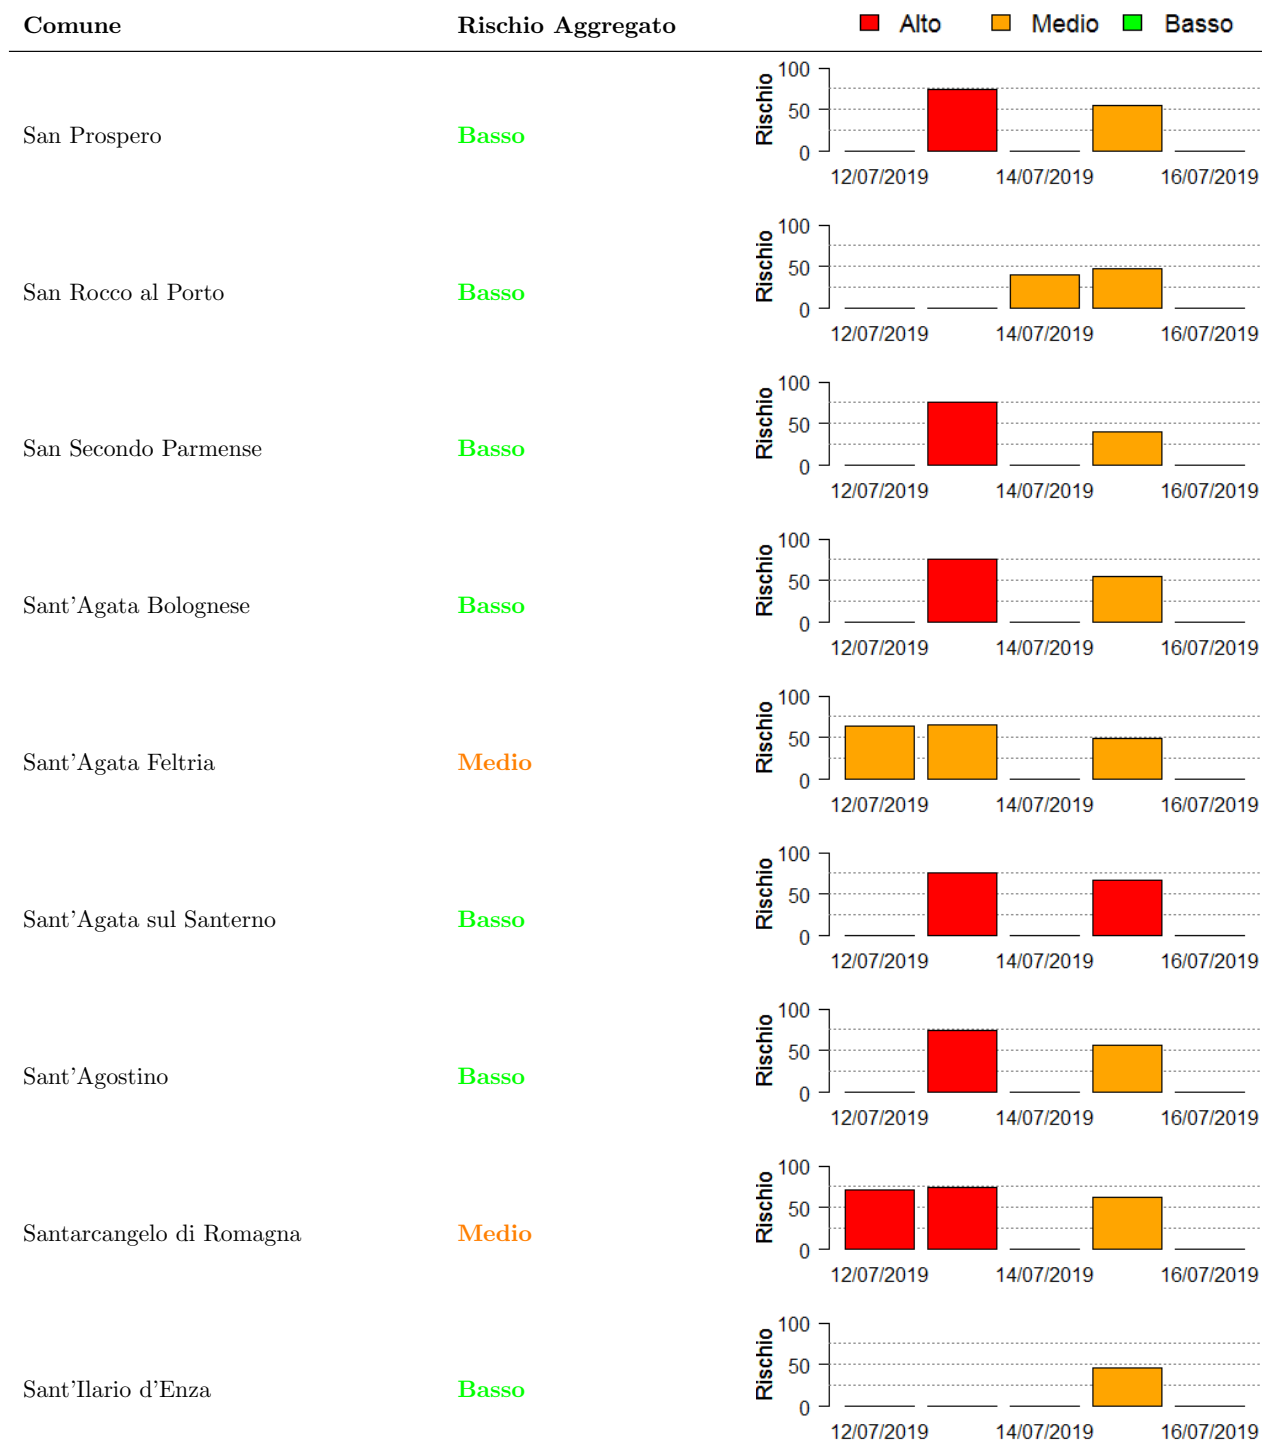 Comune Rischio Aggregato Alto Medio Basso
San Prospero Basso Rischio 100 50 0
12/07/2019 14/07/2019 16/07/2019
San Rocco al Porto Basso Rischio 100 50 0
12/07/2019 14/07/2019 16/07/2019
San Secondo Parmense Basso Rischio 100 50 0
12/07/2019 14/07/2019 16/07/2019
Sant'Agata Bolognese Basso Rischio 100 50 0
12/07/2019 14/07/2019 16/07/2019
Sant'Agata Feltria Medio Rischio 100 50 0
12/07/2019 14/07/2019 16/07/2019
Sant'Agata sul Santerno Basso Rischio 100 50 0
12/07/2019 14/07/2019 16/07/2019
Sant'Agostino Basso Rischio 100 50 0
12/07/2019 14/07/2019 16/07/2019
Santarcangelo di Romagna Medio Rischio 100 50 0
12/07/2019 14/07/2019 16/07/2019
Sant'Ilario d'Enza Basso Rischio 100 50 0
12/07/2019 14/07/2019 16/07/2019